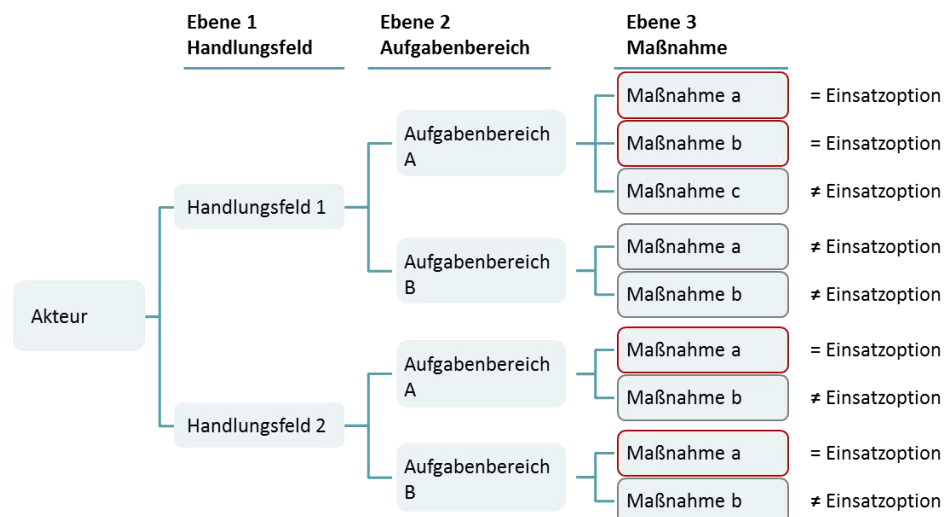 Ebene 1
Handlungsfeld
Ebene 2
Aufgabenbereich
Ebene 3
Maßnahme
Akteur
Handlungsfeld 1
Aufgabenbereich
A
Maßnahme a
= Einsatzoption
Maßnahme b
= Einsatzoption
Maßnahme c
≠ Einsatzoption
Aufgabenbereich
B
Maßnahme a
≠ Einsatzoption
Maßnahme b
≠ Einsatzoption
Handlungsfeld 2
Aufgabenbereich
A
Maßnahme a
= Einsatzoption
Maßnahme b
≠ Einsatzoption
Aufgabenbereich
B
Maßnahme a
= Einsatzoption
Maßnahme b
≠ Einsatzoption